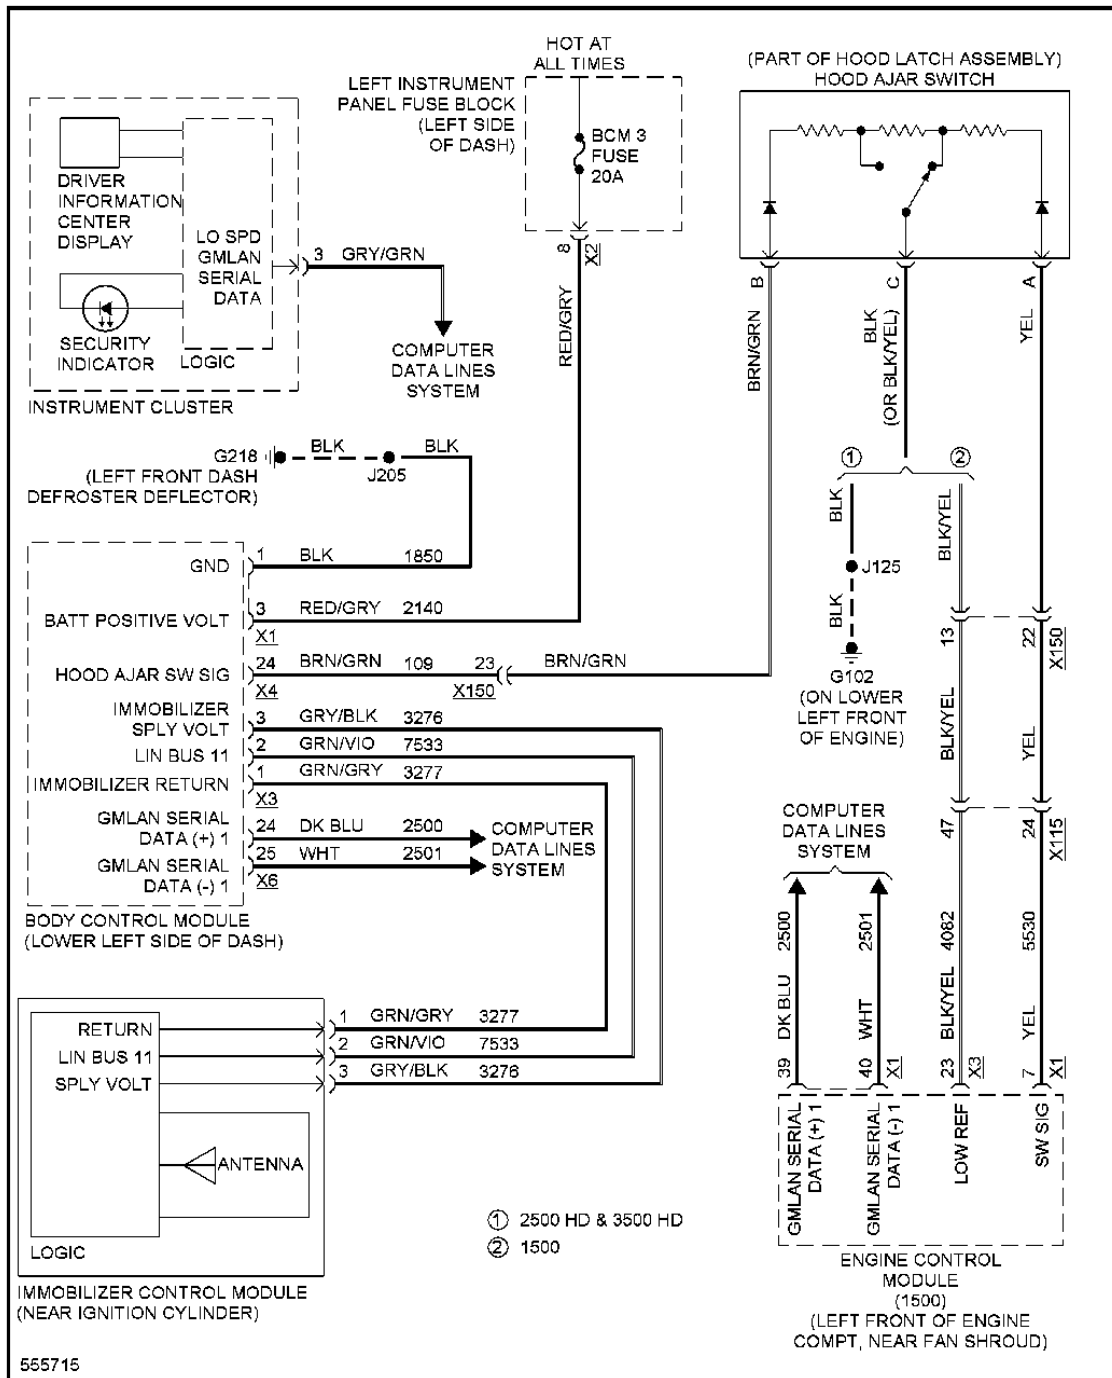 HOT AT
ALL TIMES
LEFT INSTRUMENT
PANEL FUSE BLOCK
(LEFT SIDE
OF DASH)
BCM 3
FUSE
20A
8
X2
RED/GRY
(PART OF HOOD LATCH ASSEMBLY)
HOOD AJAR SWITCH
B
C
A
BRN/GRN
BLK
(OR BLK/YEL)
YEL
DRIVER
INFORMATION
CENTER
DISPLAY
LO SPD
GMLAN
SERIAL
DATA
SECURITY
INDICATOR
LOGIC
INSTRUMENT CLUSTER
3 GRY/GRN
COMPUTER
DATA LINES
SYSTEM
G218
(LEFT FRONT DASH
DEFROSTER DEFLECTOR)
BLK
J205
BLK
GND
1 BLK 1850
BATT POSITIVE VOLT
3 RED/GRY 2140
X1
HOOD AJAR SW SIG
24 BRN/GRN 109 23 BRN/GRN
X4
X150
IMMOBILIZER
SPLY VOLT
3 GRY/BLK 3276
LIN BUS 11
2 GRN/VIO 7533
IMMOBILIZER RETURN
1 GRN/GRY 3277
X3
GMLAN SERIAL
DATA (+) 1
24 DK BLU 2500
GMLAN SERIAL
DATA (-) 1
25 WHT 2501
X6
COMPUTER
DATA LINES
SYSTEM
BODY CONTROL MODULE
(LOWER LEFT SIDE OF DASH)
1
2
BLK
BLK/YEL
J125
BLK
G102
(ON LOWER
LEFT FRONT
OF ENGINE)
13
22
X150
BLK/YEL
YEL
47
24
X115
COMPUTER
DATA LINES
SYSTEM
2500
2501
4082
5530
DK BLU
WHT
BLK/YEL
YEL
39
40
X1
23
X3
7
X1
GMLAN SERIAL
DATA (+) 1
GMLAN SERIAL
DATA (-) 1
LOW REF
SW SIG
ENGINE CONTROL
MODULE
(1500)
(LEFT FRONT OF ENGINE
COMPT, NEAR FAN SHROUD)
RETURN
1 GRN/GRY 3277
LIN BUS 11
2 GRN/VIO 7533
SPLY VOLT
3 GRY/BLK 3276
ANTENNA
LOGIC
IMMOBILIZER CONTROL MODULE
(NEAR IGNITION CYLINDER)
1 2500 HD & 3500 HD
2 1500
555715